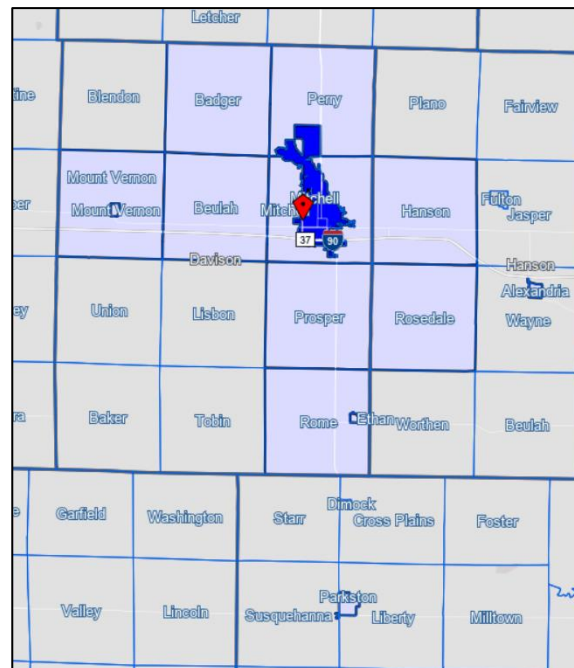 Letcher
Blendon
Badger
Perry
Plano
Fairview
Mount Vernon
Mount Vernon
Beulah
Mitchell
Mitch
Hanson
Fulton
Jasper
37
90
Davison
Hanson
Alexandria
Union
Lisbon
Prosper
Rosedale
Wayne
Baker
Tobin
Rome
Ethan
Worthen
Beulah
Dimock
Garfield
Washington
Starr
Cross Plains
Foster
Parkston
Valley
Lincoln
Susquehanna
Liberty
Milltown